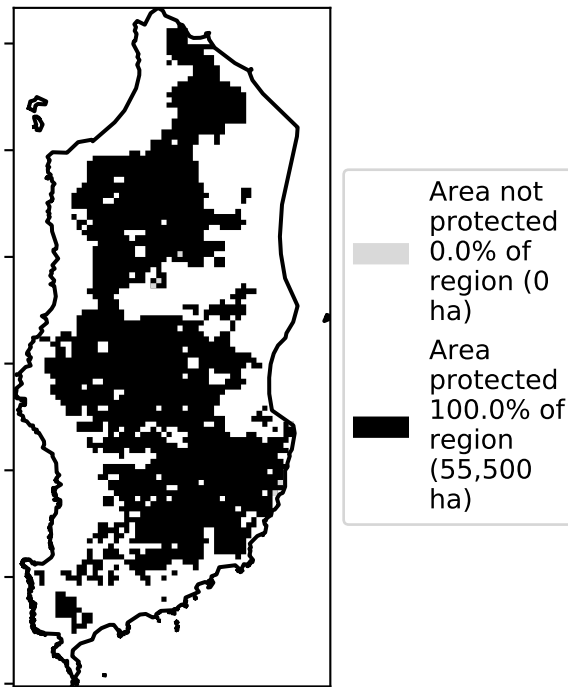 Area not
protected
0.0% of
region (0
ha)
Area
protected
100.0% of
region
(55,500
ha)